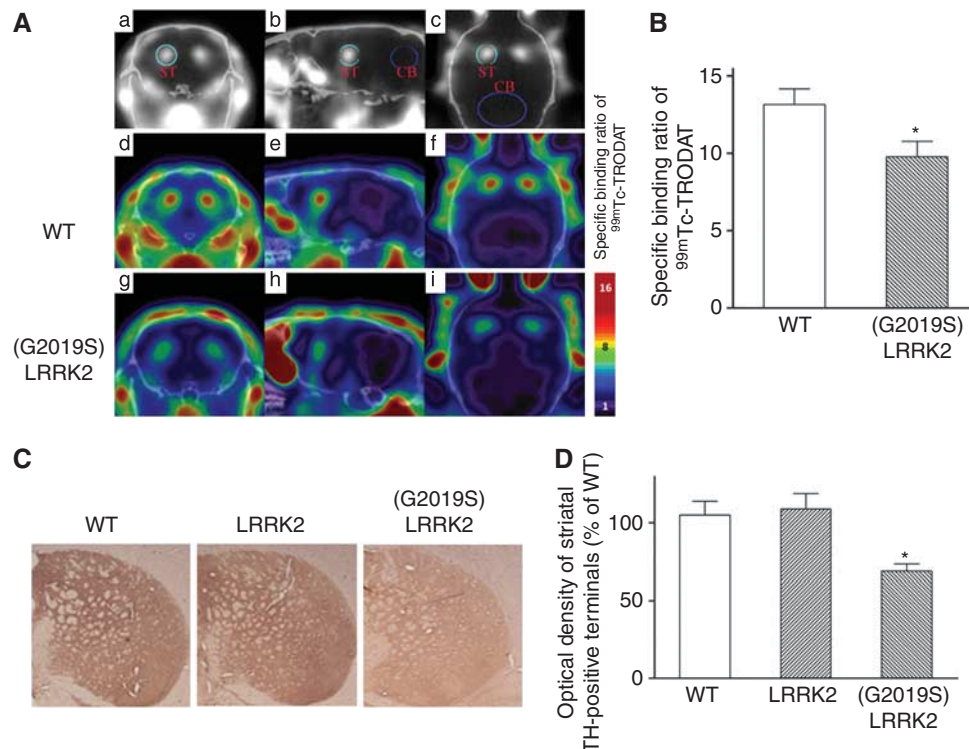 A
a
b
c
ST
ST
CB
ST
CB
d
e
f
WT
g
h
i
(G2019S)
LRRK2
Specific binding ratio of
99mTc-TRODAT
16
8
1
B
Specific binding ratio of
99mTc-TRODAT
15
10
5
0
*
WT
(G2019S)
LRRK2
C
WT
LRRK2
(G2019S)
LRRK2
D
Optical density of striatal
TH-positive terminals (% of WT)
100
50
0
*
WT
LRRK2
(G2019S)
LRRK2